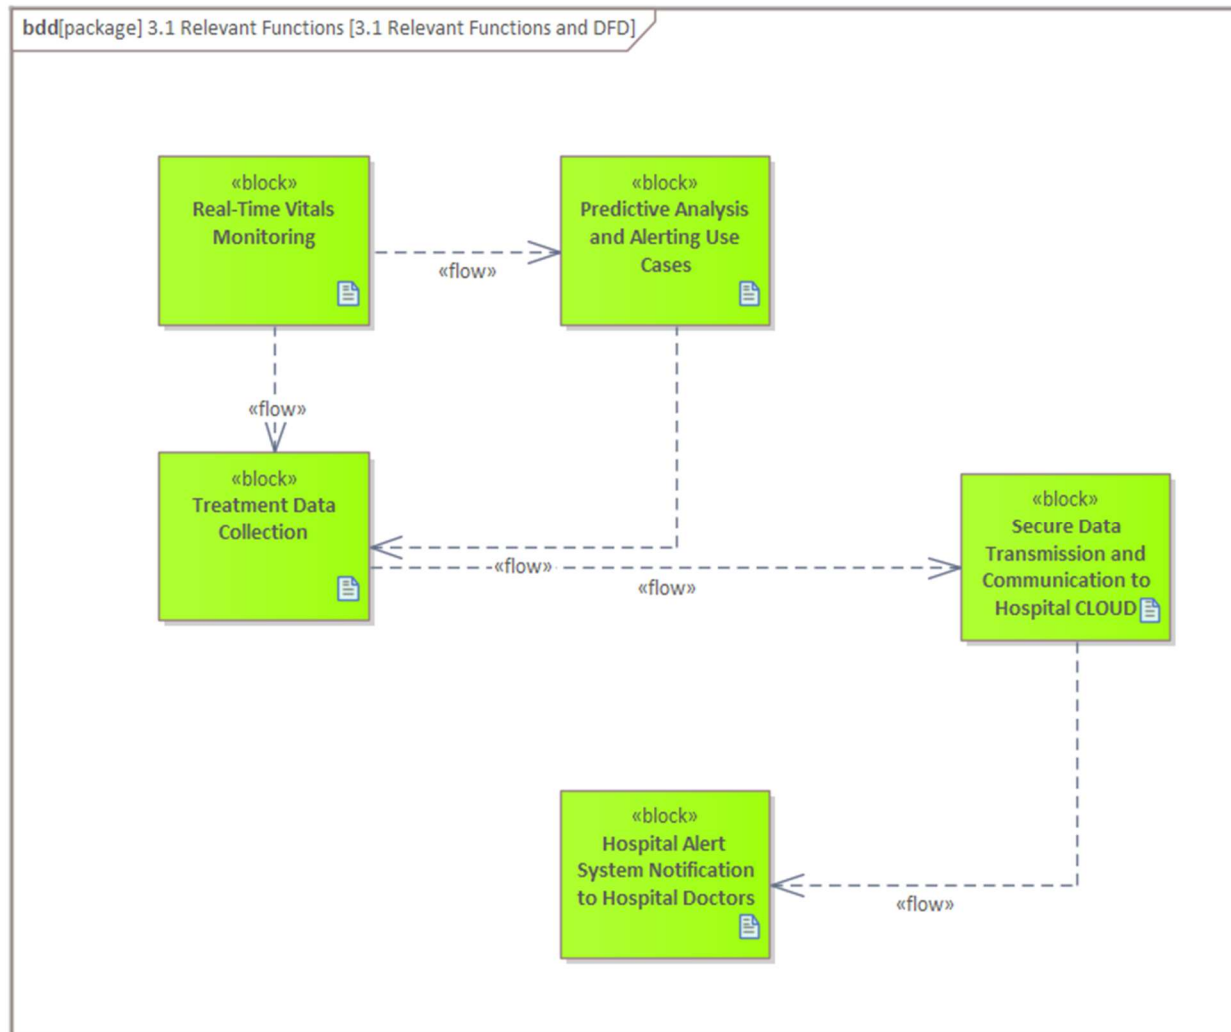 bdd[package] 3.1 Relevant Functions [3.1 Relevant Functions and DFD]
«block»
Real-Time Vitals
Monitoring
«flow»
«block»
Predictive Analysis
and Alerting Use
Cases
«flow»
«block»
Treatment Data
Collection
«flow»
«flow»
«block»
Secure Data
Transmission and
Communication to
Hospital CLOUD
«block»
Hospital Alert
System Notification
to Hospital Doctors
«flow»